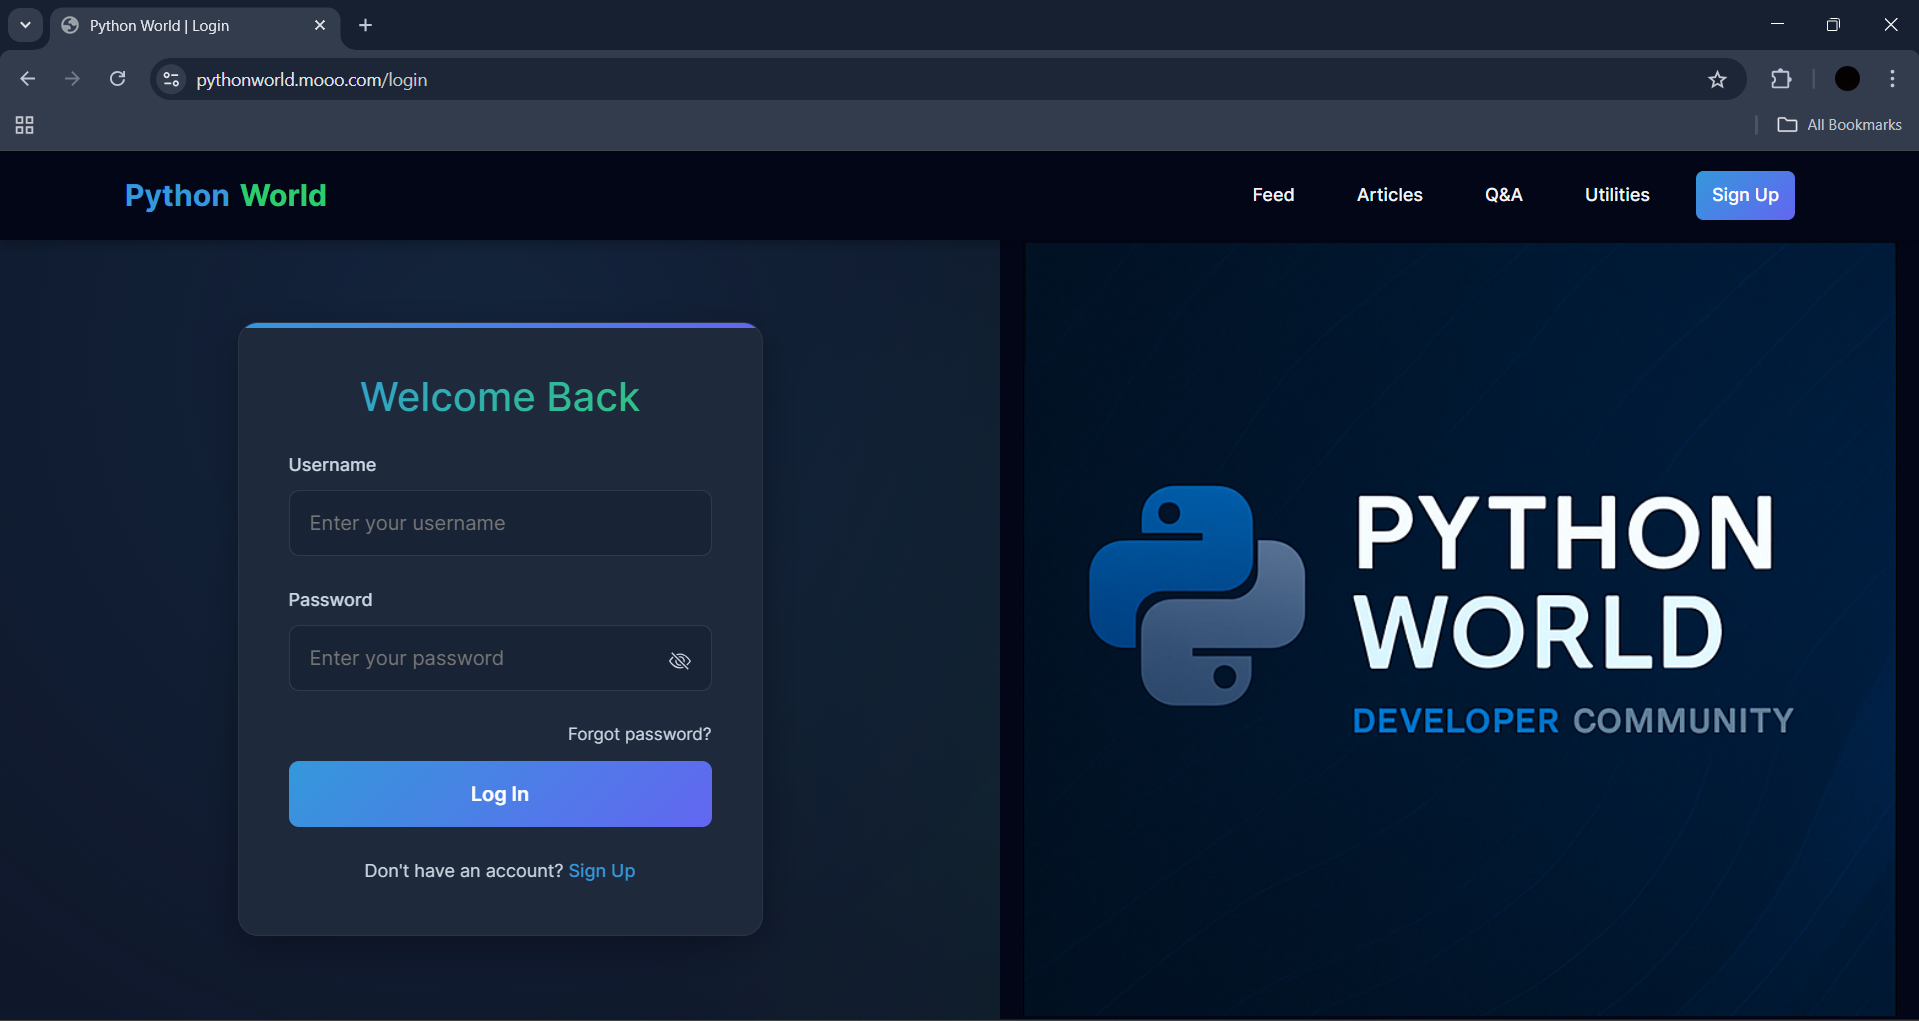 Python World | Login
pythonworld.mooo.com/login
All Bookmarks
Python World
Feed
Articles
Q&A
Utilities
Sign Up
Welcome Back
Username
Enter your username
Password
Enter your password
Forgot password?
Log In
Don't have an account? Sign Up
PYTHON
WORLD
DEVELOPER COMMUNITY